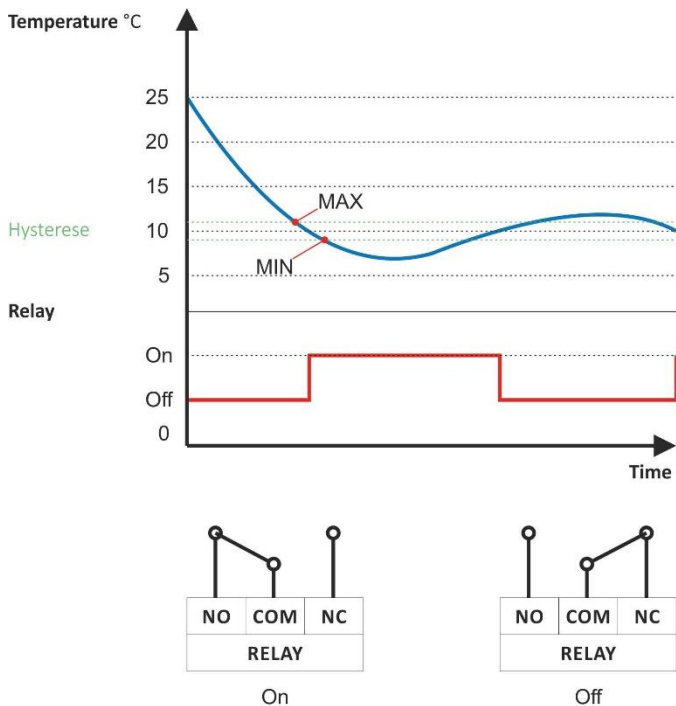 Temperature °C
25
20
15
MAX
Hysterese
10
MIN
5
Relay
On
Off
0
Time
NO COM NC
RELAY
On
NO COM NC
RELAY
Off